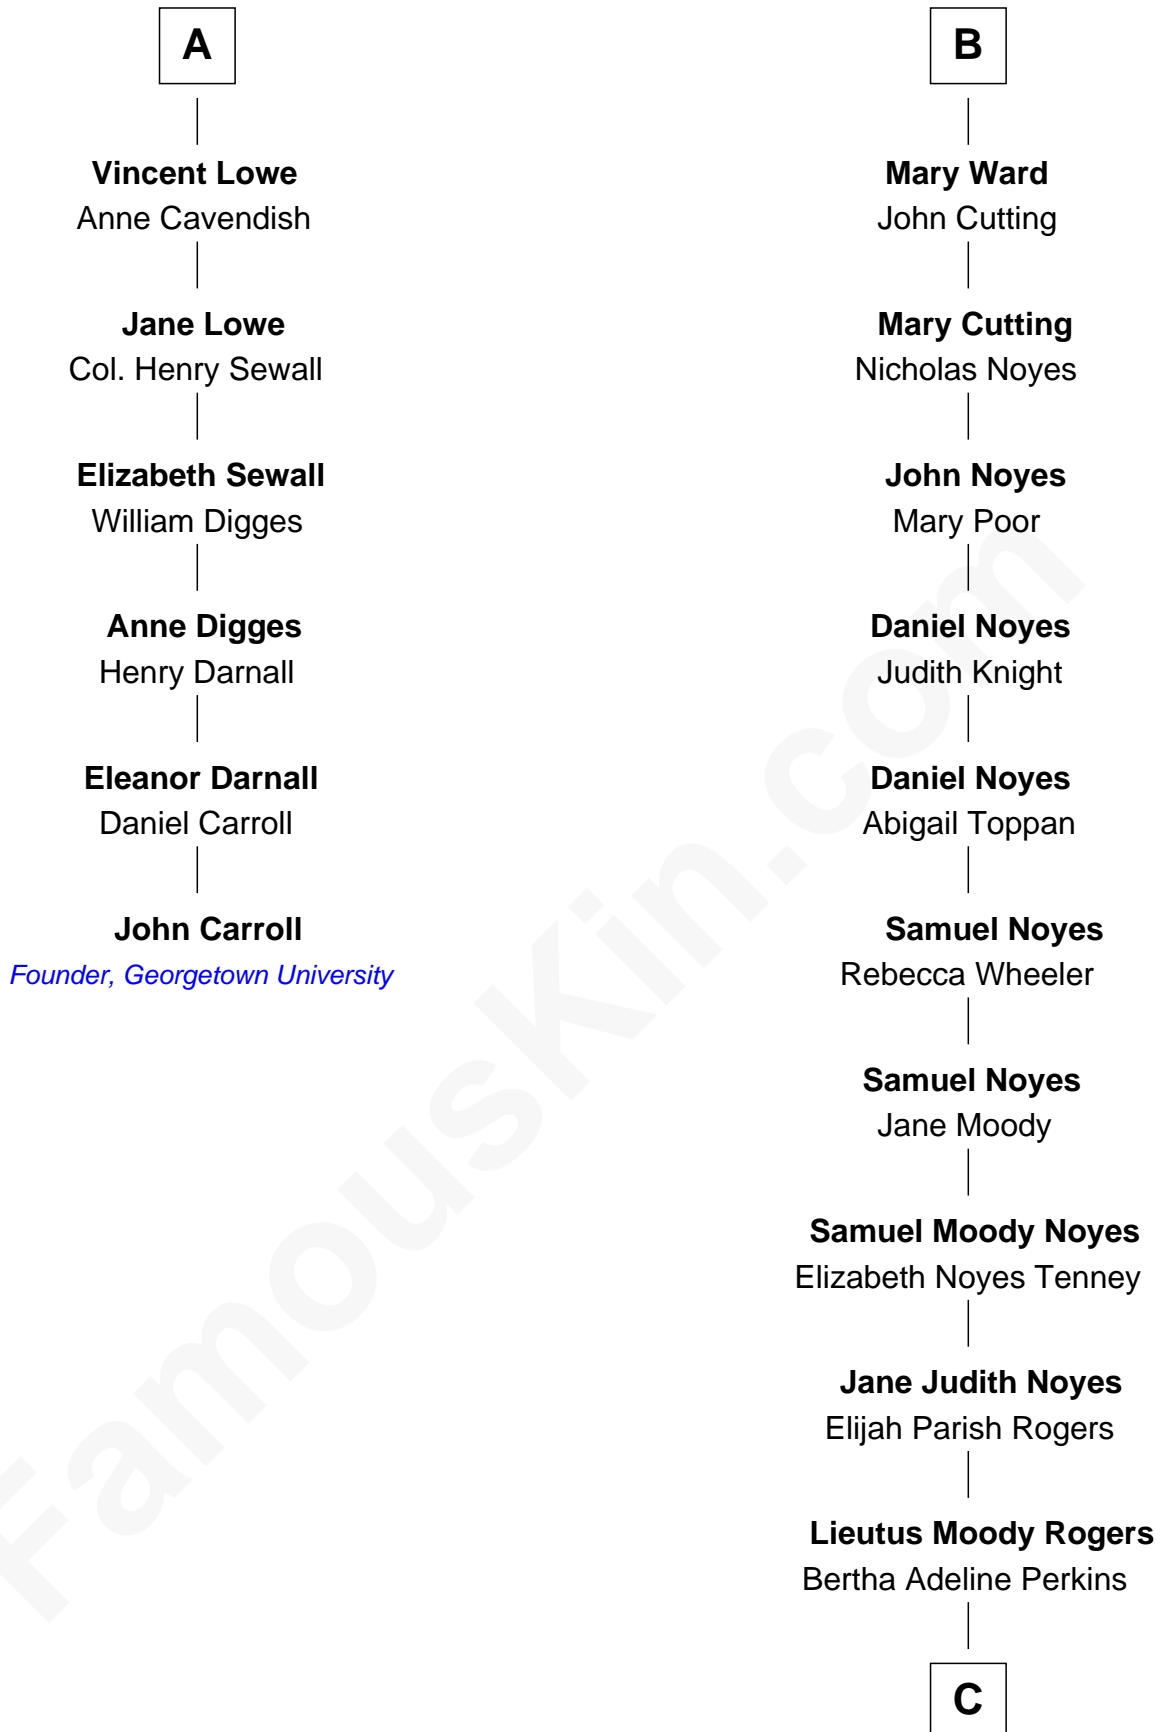 A
Vincent Lowe
Anne Cavendish
Jane Lowe
Col. Henry Sewall
Elizabeth Sewall
William Digges
Anne Digges
Henry Darnall
Eleanor Darnall
Daniel Carroll
John Carroll
Founder, Georgetown University
B
Mary Ward
John Cutting
Mary Cutting
Nicholas Noyes
John Noyes
Mary Poor
Daniel Noyes
Judith Knight
Daniel Noyes
Abigail Toppan
Samuel Noyes
Rebecca Wheeler
Samuel Noyes
Jane Moody
Samuel Moody Noyes
Elizabeth Noyes Tenney
Jane Judith Noyes
Elijah Parish Rogers
Lieutus Moody Rogers
Bertha Adeline Perkins
C
FamousKin.com